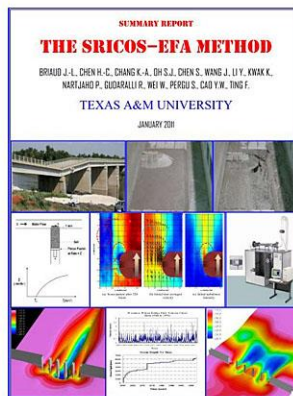 SUMMARY REPORT
THE SRICOS-EFA METHOD
BRIAUD J.-L., CHEN H.-C., CHANG K.-A., OH S.J., CHEN S., WANG J., LI Y., KWAK K.,
NARTJAHO P., GUDARALLI R., WEI W., PERGU S., CAO Y.W., TING F.
TEXAS A&M UNIVERSITY
JANUARY 2011